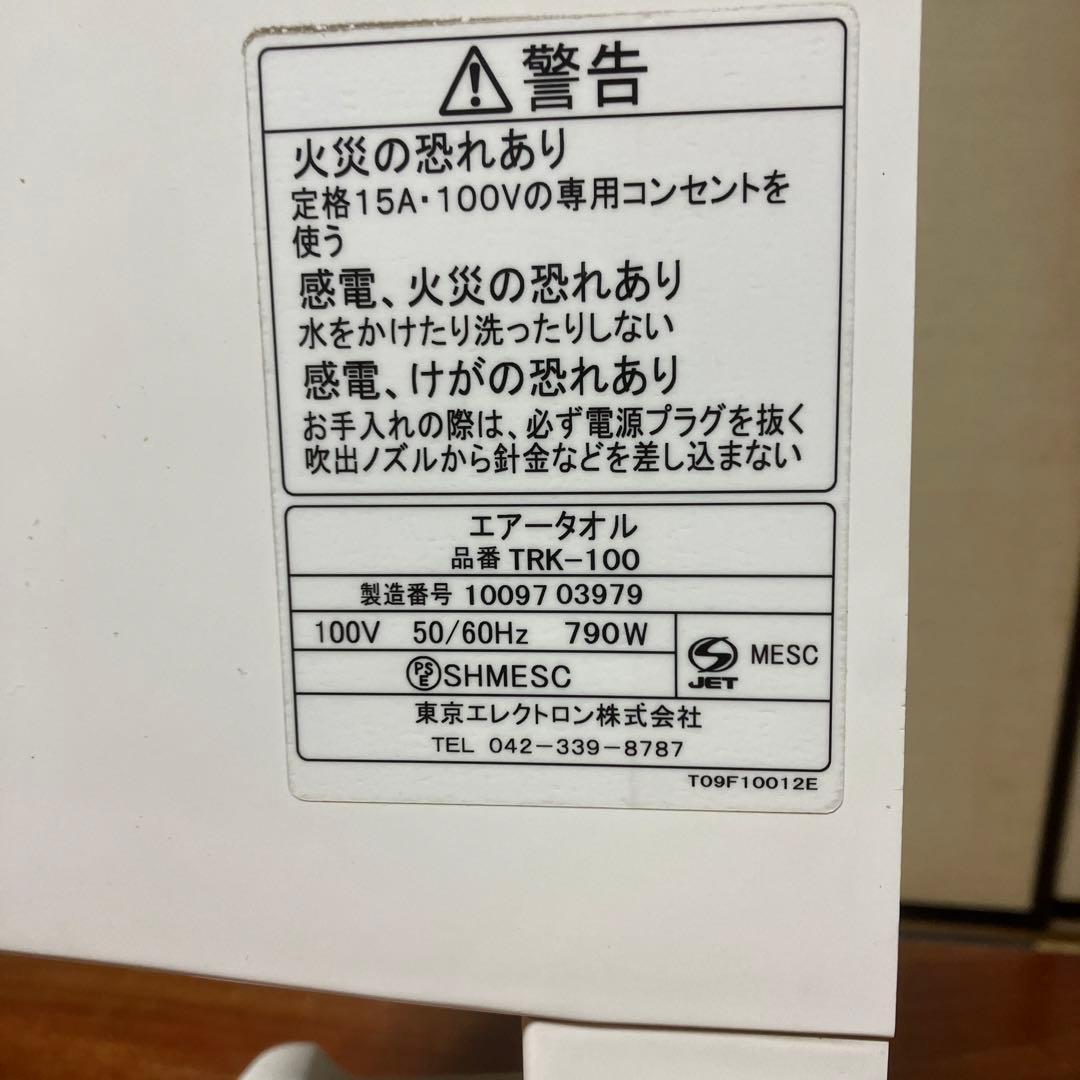 警告
火災の恐れあり
定格15A・100Vの専用コンセントを
使う
感電、火災の恐れあり
水をかけたり洗ったりしない
感電、けがの恐れあり
お手入れの際は、必ず電源プラグを抜く
吹出ノズルから針金などを差し込まない
エアータオル
品番 TRK-100
製造番号 10097 03979
100V 50/60Hz 790W
JET MESC
PSE SHMESC
東京エレクトロン株式会社
TEL 042-339-8787
T09F10012E